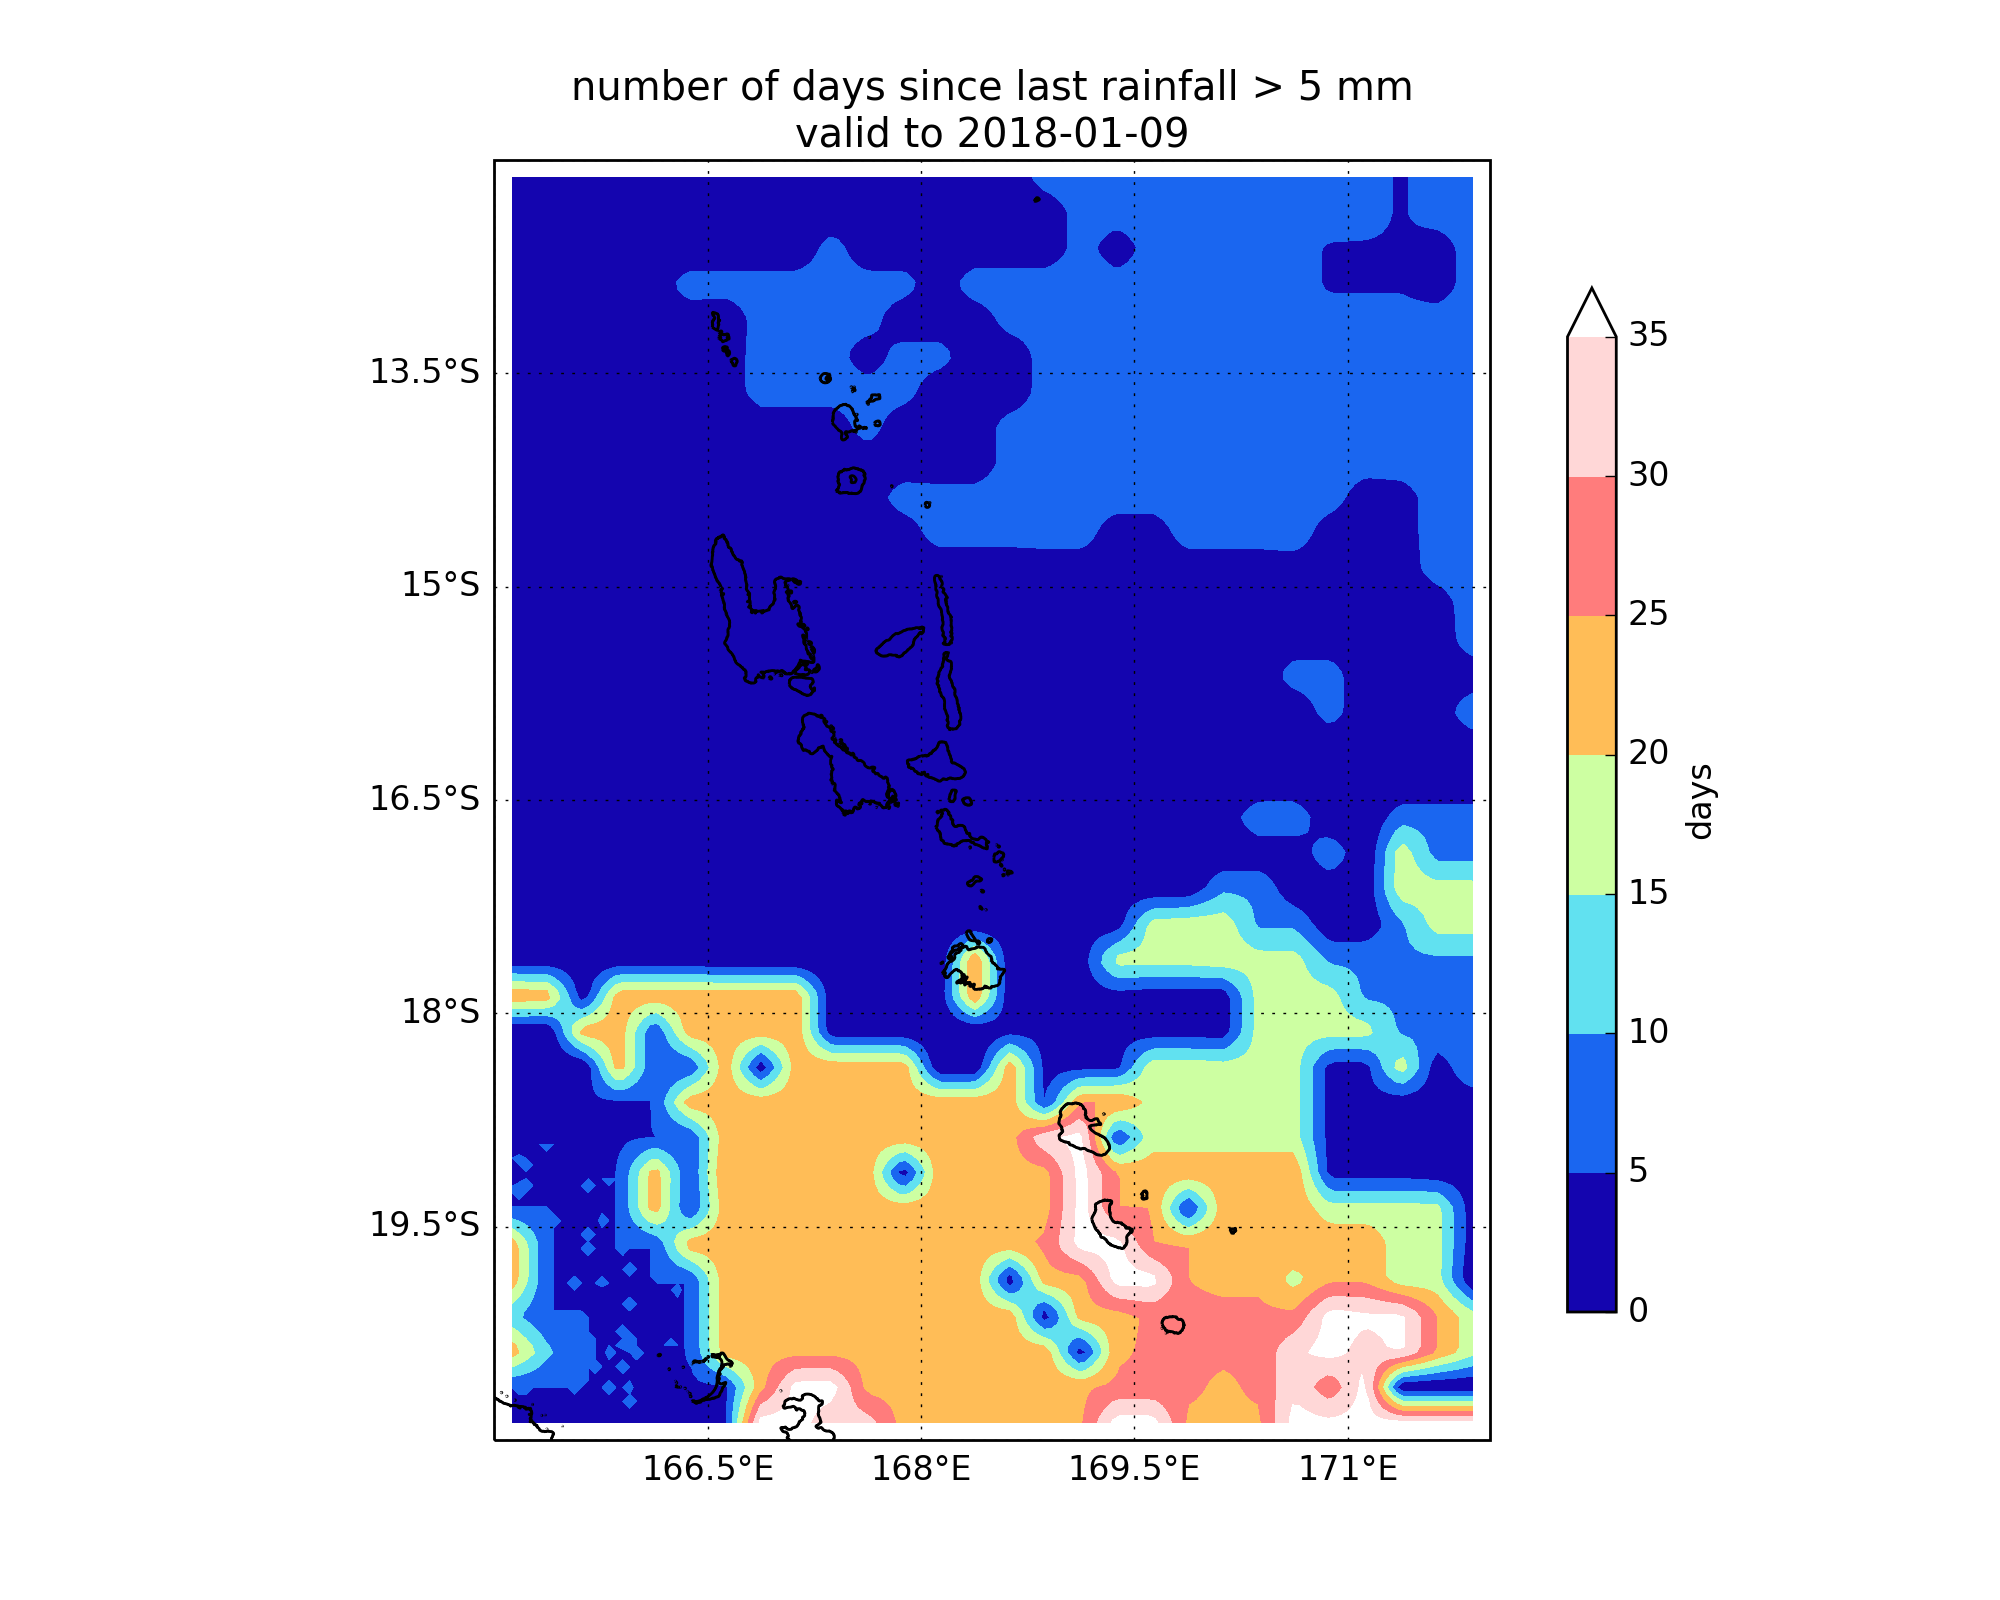 number of days since last rainfall > 5 mm
valid to 2018-01-09
13.5°S
15°S
16.5°S
18°S
19.5°S
166.5°E
168°E
169.5°E
171°E
35
30
25
20
15
10
5
0
days